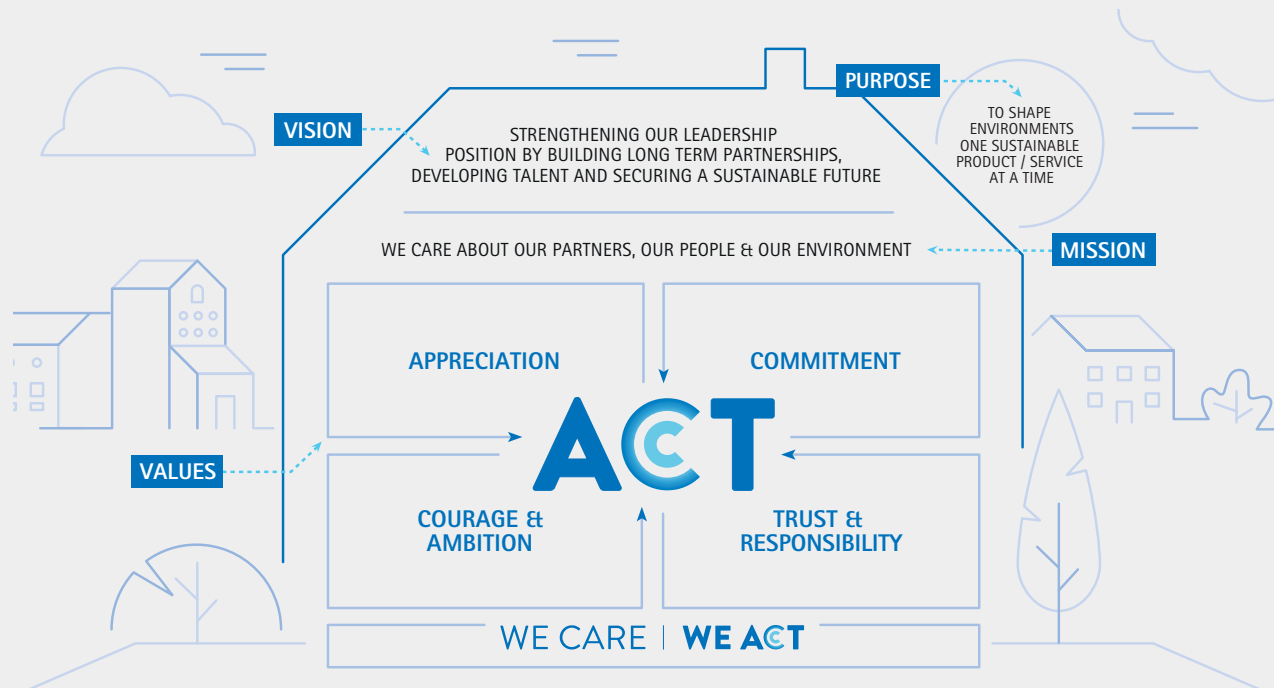 PURPOSE
TO SHAPE
ENVIRONMENTS
ONE SUSTAINABLE
PRODUCT / SERVICE
AT A TIME
VISION
STRENGTHENING OUR LEADERSHIP
POSITION BY BUILDING LONG TERM PARTNERSHIPS,
DEVELOPING TALENT AND SECURING A SUSTAINABLE FUTURE
WE CARE ABOUT OUR PARTNERS, OUR PEOPLE & OUR ENVIRONMENT
MISSION
APPRECIATION
COMMITMENT
ACCT
VALUES
COURAGE &
AMBITION
TRUST &
RESPONSIBILITY
WE CARE | WE ACCT